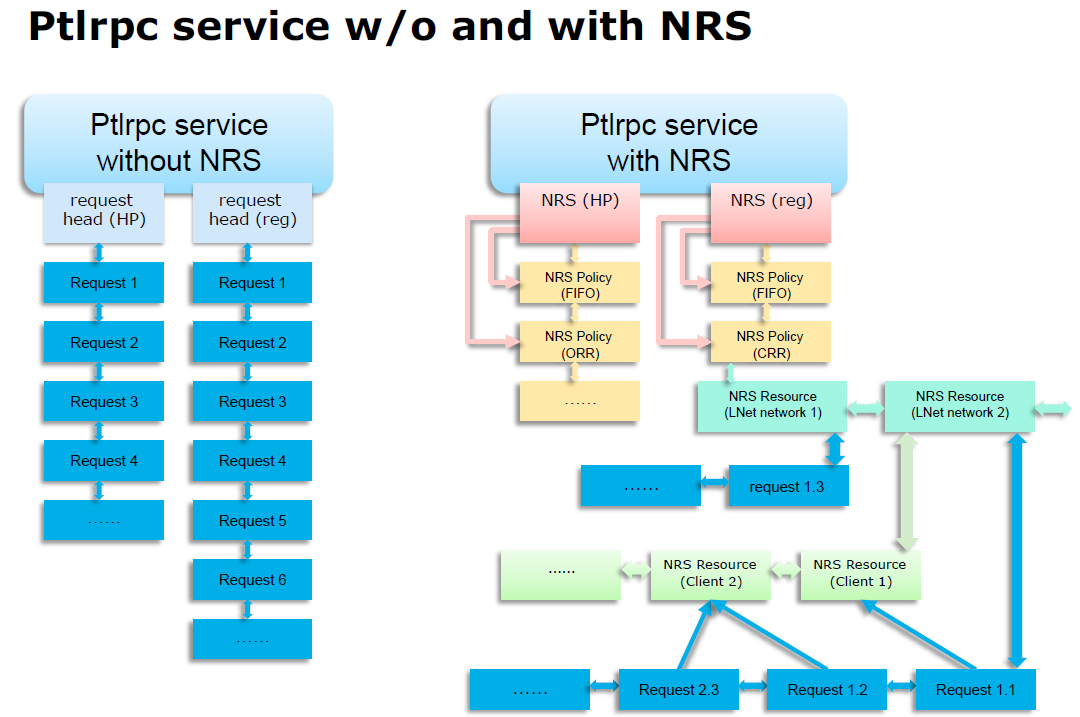 Ptlrpc service w/o and with NRS
Ptlrpc service
without NRS
request
head (HP)
request
head (reg)
Request 1
Request 2
Request 3
Request 4
......
Request 1
Request 2
Request 3
Request 4
Request 5
Request 6
......
Ptlrpc service
with NRS
NRS (HP)
NRS (reg)
NRS Policy
(FIFO)
NRS Policy
(ORR)
......
NRS Policy
(FIFO)
NRS Policy
(CRR)
NRS Resource
(LNet network 1)
NRS Resource
(LNet network 2)
......
request 1.3
......
NRS Resource
(Client 2)
NRS Resource
(Client 1)
......
Request 2.3
Request 1.2
Request 1.1